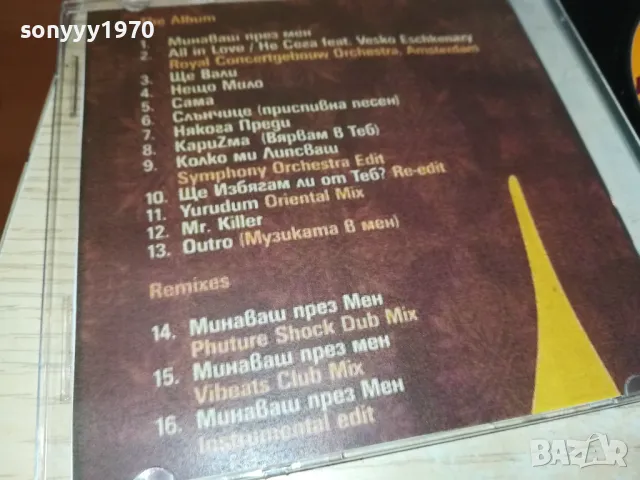 sonyyy1970
The Album
1. Минаваш през мен
2. All in Love / Не Сега feat. Vesko Eschkenazy
Royal Concertgebouw Orchestra, Amsterdam
3. Ще Вали
4. Нещо Мило
5. Сама
6. Слънчице (приспивна песен)
7. Някога Преди
8. КариZма (Вярвам в Теб)
9. Колко ми Липсваш
Symphony Orchestra Edit
10. Ще Избягам ли от Теб? Re-edit
11. Yurudum Oriental Mix
12. Mr. Killer
13. Outro (Музиката в мен)
Remixes
14. Минаваш през Мен
Phuture Shock Dub Mix
15. Минаваш през мен
Vibeats Club Mix
16. Минаваш през Мен
Instrumental edit
BAZAR